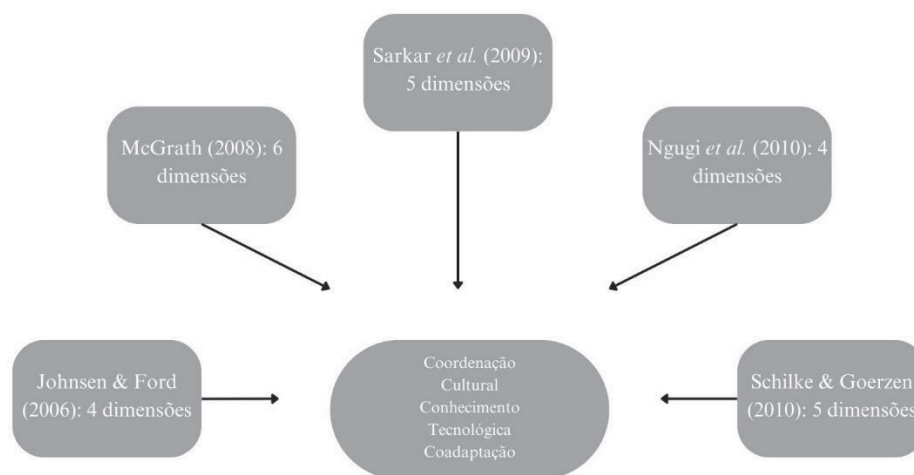 Sarkar et al. (2009):
5 dimensões
McGrath (2008): 6
dimensões
Ngugi et al. (2010): 4
dimensões
Johnsen & Ford
(2006): 4 dimensões
Coordenação
Cultural
Conhecimento
Tecnológica
Coadaptação
Schilke & Goerzen
(2010): 5 dimensões